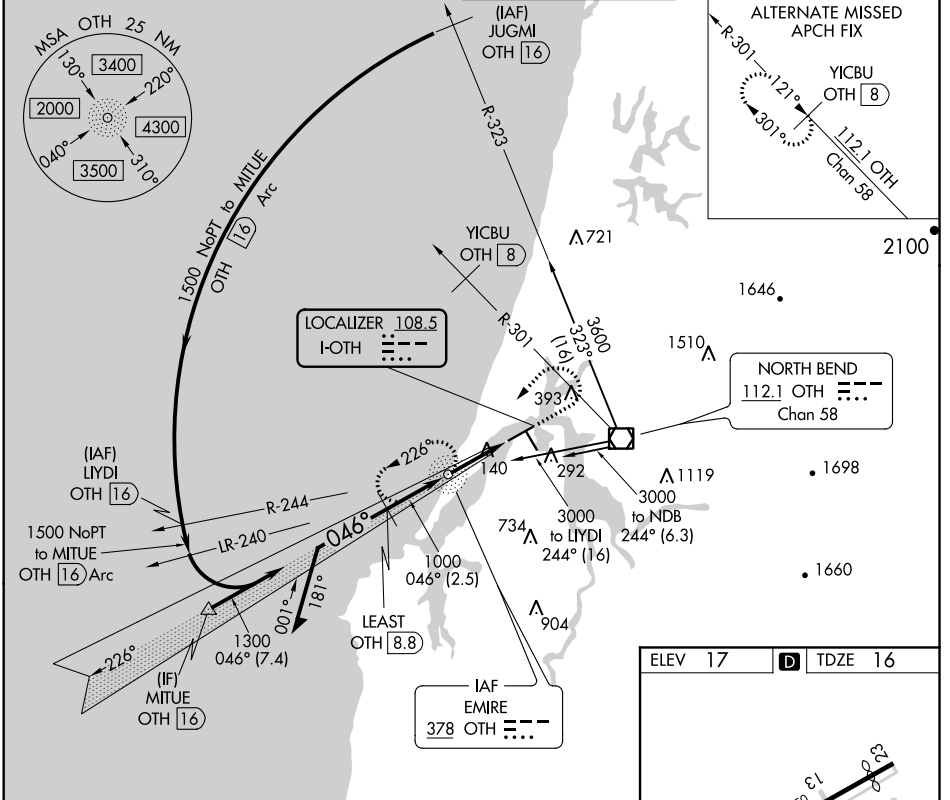 MSA OTH 25 NM
130°
3400
220°
2000
4300
040°
3500
310°
(IAF)
JUGMI
OTH 16
R-323
ALTERNATE MISSED
APCH FIX
R-301
YICBU
OTH 8
121°
301°
112.1 OTH
Chan 58
2100
1500 NoPT to MITUE
OTH 16 Arc
YICBU
OTH 8
721
1646
LOCALIZER 108.5
I-OTH
R-301
3600
323°
(16)
1510
393
NORTH BEND
112.1 OTH
Chan 58
(IAF)
LIYDI
OTH 16
226°
140
292
1119
1698
R-244
3000
to NDB
244° (6.3)
1500 NoPT
to MITUE
OTH 16 Arc
LR-240
046°
734
3000
to LIYDI
244° (16)
1000
046° (2.5)
1660
001°
181°
LEAST
OTH 8.8
904
1300
046° (7.4)
226°
(IF)
MITUE
OTH 16
IAF
EMIRE
378 OTH
ELEV 17
D
TDZE 16
23
13